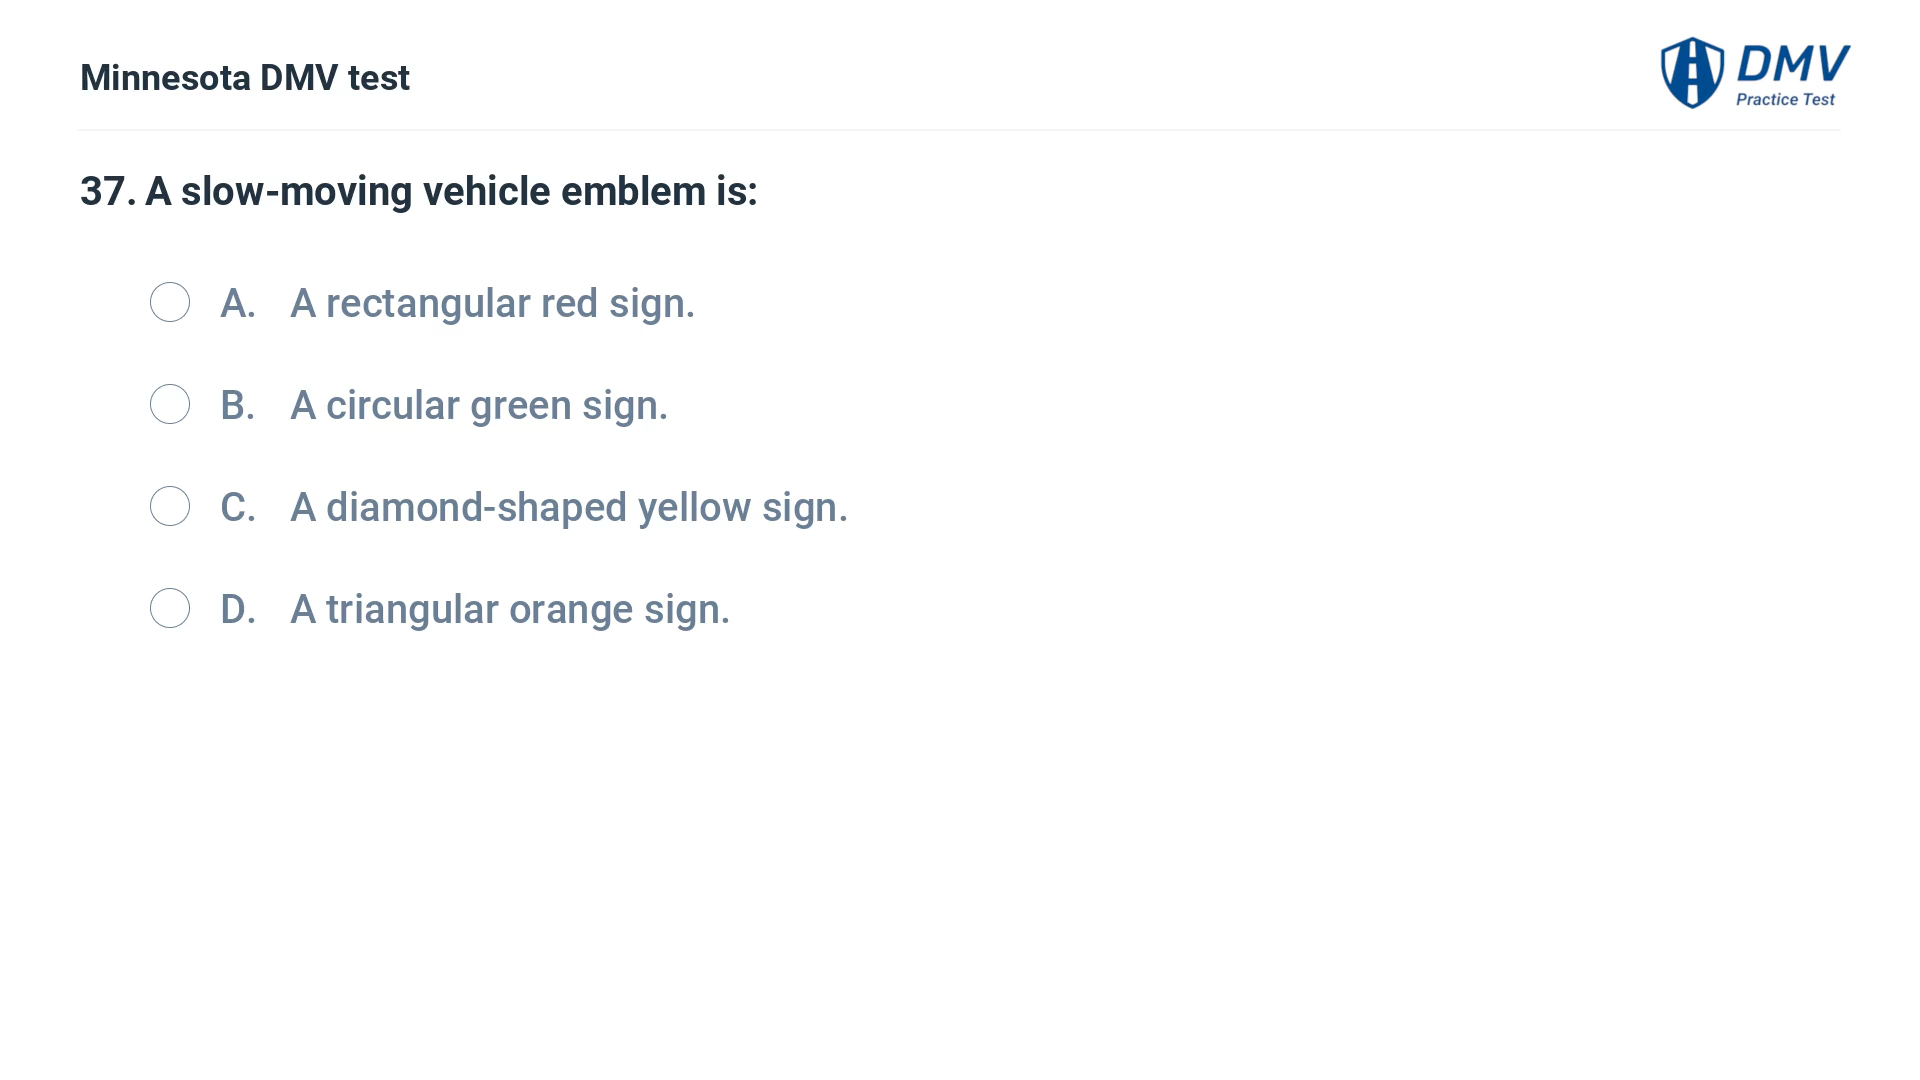 Minnesota DMV test
DMV
Practice Test
37. A slow-moving vehicle emblem is:
A. A rectangular red sign.
B. A circular green sign.
C. A diamond-shaped yellow sign.
D. A triangular orange sign.